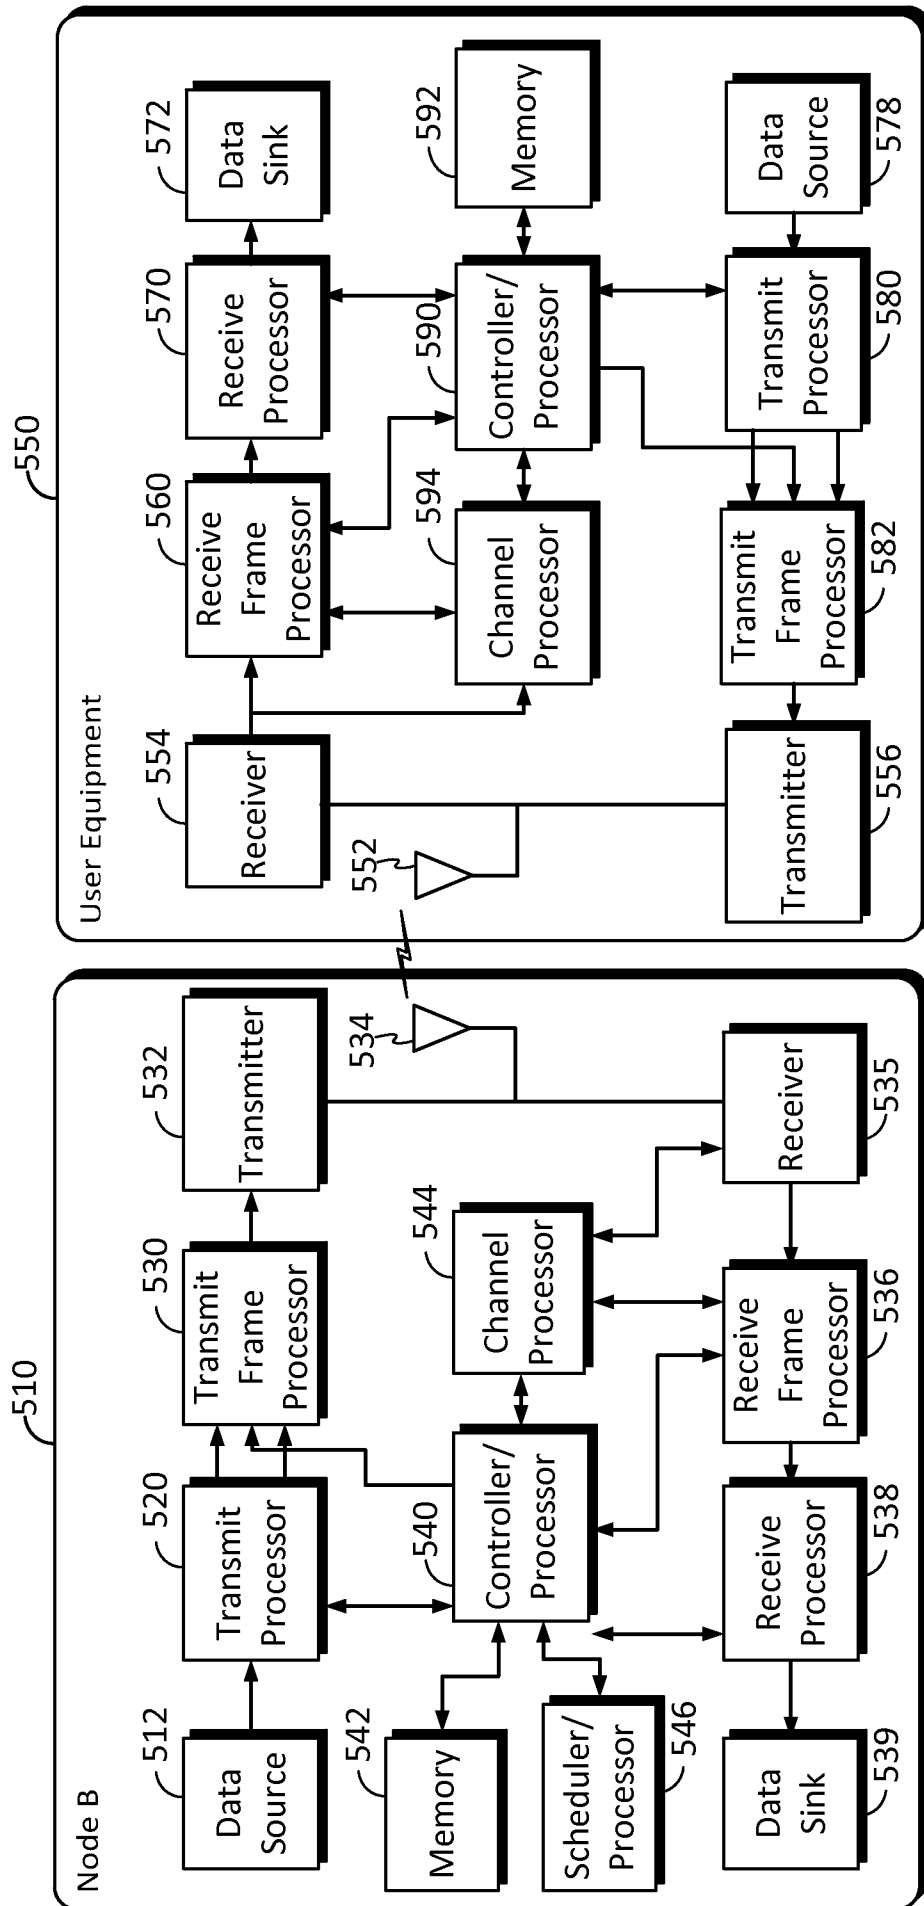 510
Node B
512
Data
Source
520
Transmit
Processor
530
Transmit
Frame
Processor
532
Transmitter
534
542
Memory
540
Controller/
Processor
544
Channel
Processor
Scheduler/
Processor
546
Data
Sink
539
Receive
Processor
538
Receive
Frame
Processor
536
Receiver
535
550
User Equipment
554
Receiver
552
560
Receive
Frame
Processor
570
Receive
Processor
572
Data
Sink
594
Channel
Processor
590
Controller/
Processor
592
Memory
Transmitter
556
Transmit
Frame
Processor
582
Transmit
Processor
580
Data
Source
578